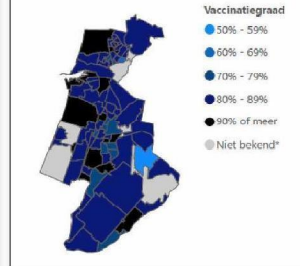 Vaccinatiegraad
50% - 59%
60% - 69%
70% - 79%
80% - 89%
90% of meer
Niet bekend*